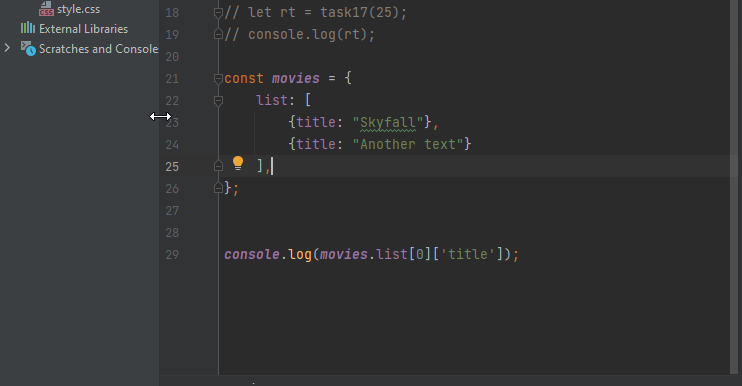 style.css
External Libraries
Scratches and Console
18 // let rt = task17(25);
19 // console.log(rt);
20
21 const movies = {
22     list: [
23         {title: "Skyfall"},
24         {title: "Another text"}
25     ],
26 };
27
28
29 console.log(movies.list[0]['title']);